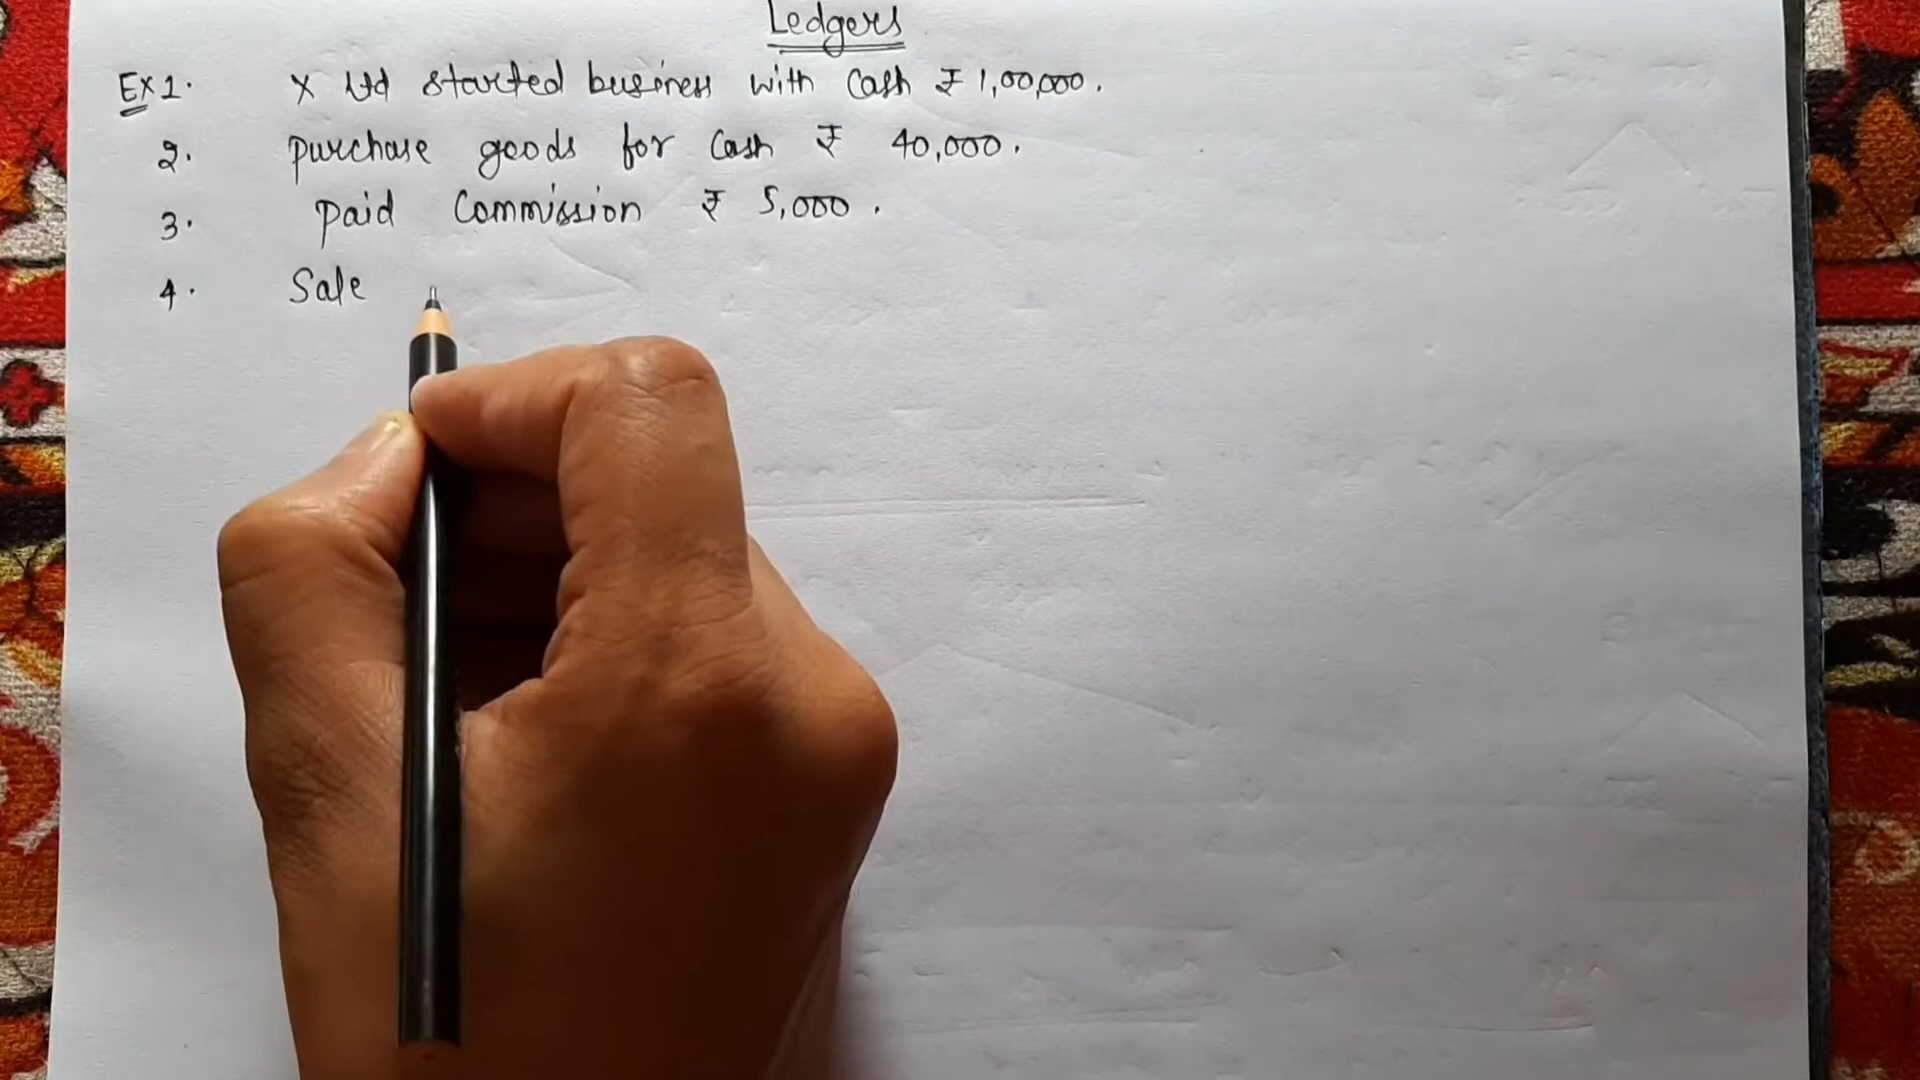 Ledgers
Ex 1. X Ltd started business with Cash ₹ 1,00,000.
2. purchase goods for Cash ₹ 40,000.
3. paid Commission ₹ 5,000.
4. Sale